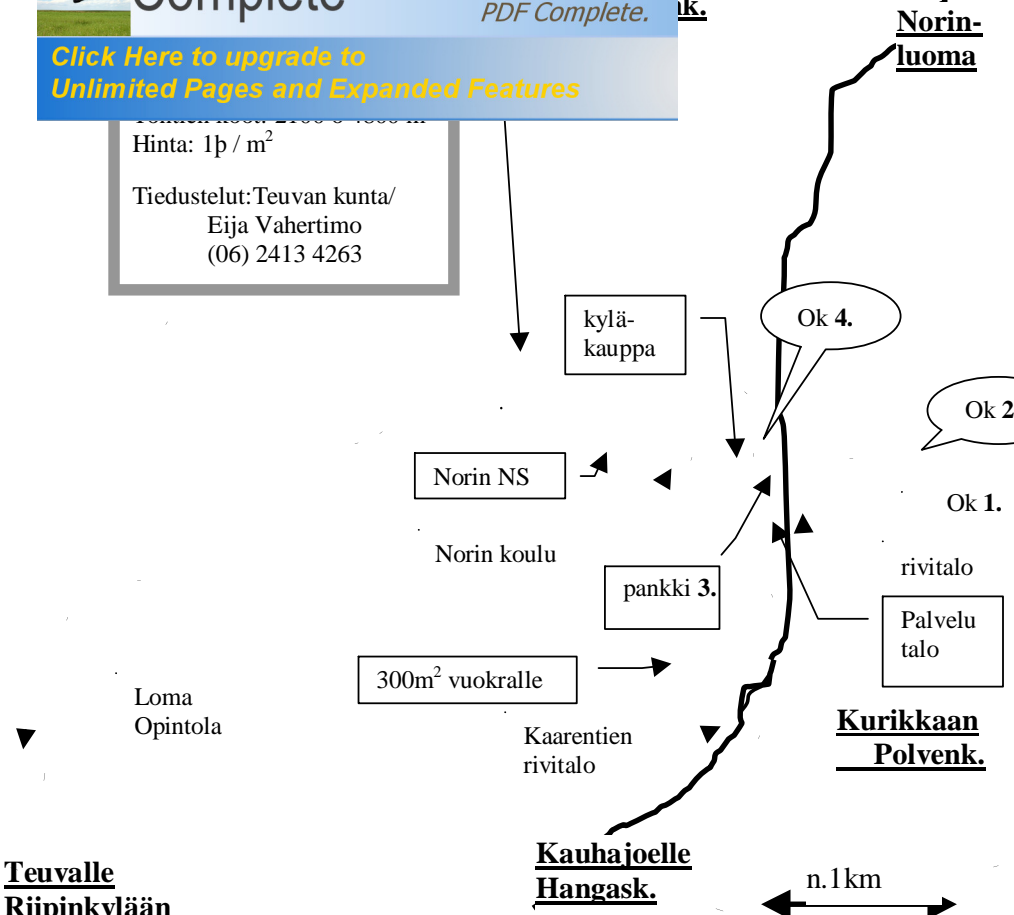 Complete
PDF Complete.
Click Here to upgrade to
Unlimited Pages and Expanded Features
Norin-
luoma
Hinta: 1þ / m²
Tiedustelut:Teuvan kunta/
Eija Vahertimo
(06) 2413 4263
kylä-
kauppa
Ok 4.
Ok 2
Norin NS
Ok 1.
Norin koulu
rivitalo
pankki 3.
Palvelu
talo
300m² vuokralle
Loma
Opintola
Kaarentien
rivitalo
Kurikkaan
Polvenk.
Kauhajoelle
Hangask.
n.1km
Teuvalle
Riipinkylään